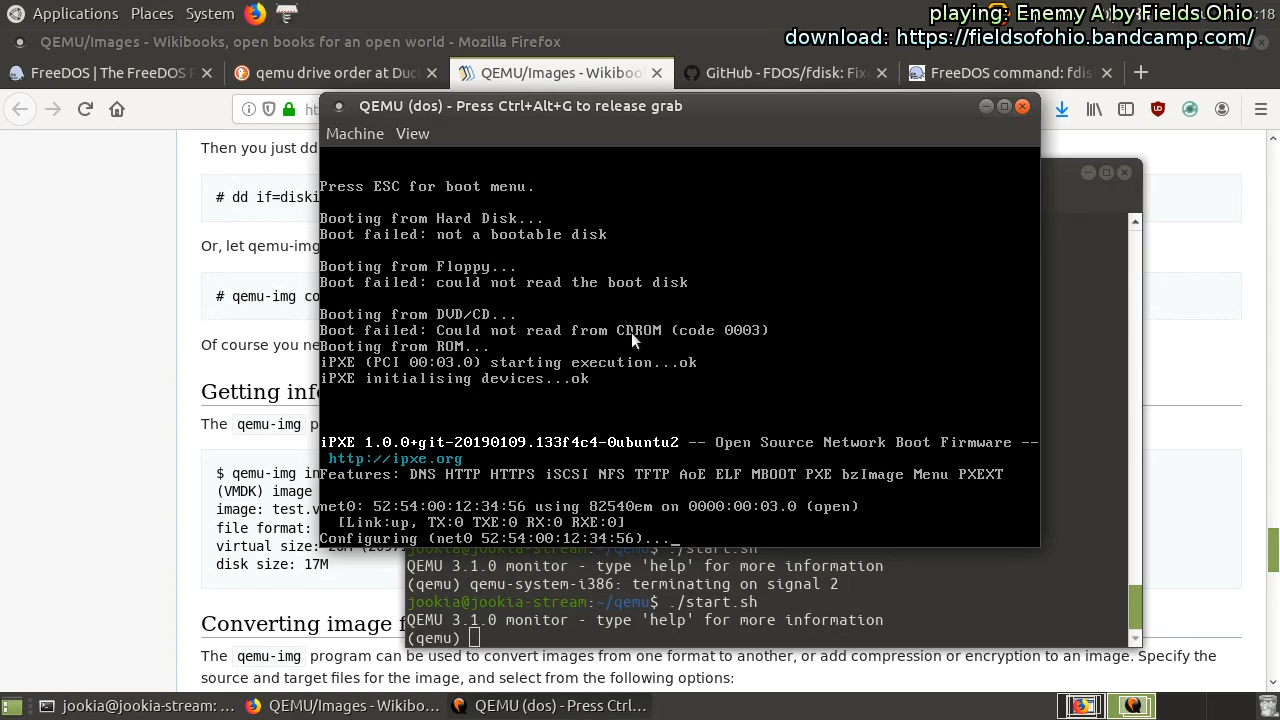 Applications Places System
:18
playing: Enemy A by Fields Ohio
download: https://fieldsofohio.bandcamp.com/
QEMU/Images - Wikibooks, open books for an open world - Mozilla Firefox
FreeDOS | The FreeDOS P
qemu drive order at Duck
QEMU/Images - Wikiboo
GitHub - FDOS/fdisk: Fixe
FreeDOS command: fdis
ht
QEMU (dos) - Press Ctrl+Alt+G to release grab
Machine View
Then you just dd
# dd if=diski
Or, let qemu-img
# qemu-img co
Of course you ne
Getting info
The qemu-img p
$ qemu-img in
(VMDK) image
image: test.v
file format:
virtual size: 20M (2097
disk size: 17M
Press ESC for boot menu.
Booting from Hard Disk...
Boot failed: not a bootable disk
Booting from Floppy...
Boot failed: could not read the boot disk
Booting from DVD/CD...
Boot failed: Could not read from CDROM (code 0003)
Booting from ROM...
iPXE (PCI 00:03.0) starting execution...ok
iPXE initialising devices...ok
iPXE 1.0.0+git-20190109.133f4c4-0ubuntu2 -- Open Source Network Boot Firmware --
http://ipxe.org
Features: DNS HTTP HTTPS iSCSI NFS TFTP AoE ELF MBOOT PXE bzImage Menu PXEXT
net0: 52:54:00:12:34:56 using 82540em on 0000:00:03.0 (open)
[Link:up, TX:0 TXE:0 RX:0 RXE:0]
Configuring (net0 52:54:00:12:34:56)..._
jookia@jookia-stream:~/qemu$ ./start.sh
QEMU 3.1.0 monitor - type 'help' for more information
(qemu) qemu-system-i386: terminating on signal 2
jookia@jookia-stream:~/qemu$ ./start.sh
QEMU 3.1.0 monitor - type 'help' for more information
(qemu)
Converting image f
The qemu-img program can be used to convert images from one format to another, or add compression or encryption to an image. Specify the
source and target files for the image, and select from the following options:
jookia@jookia-stream: ...
QEMU/Images - Wikibo...
QEMU (dos) - Press Ctrl...